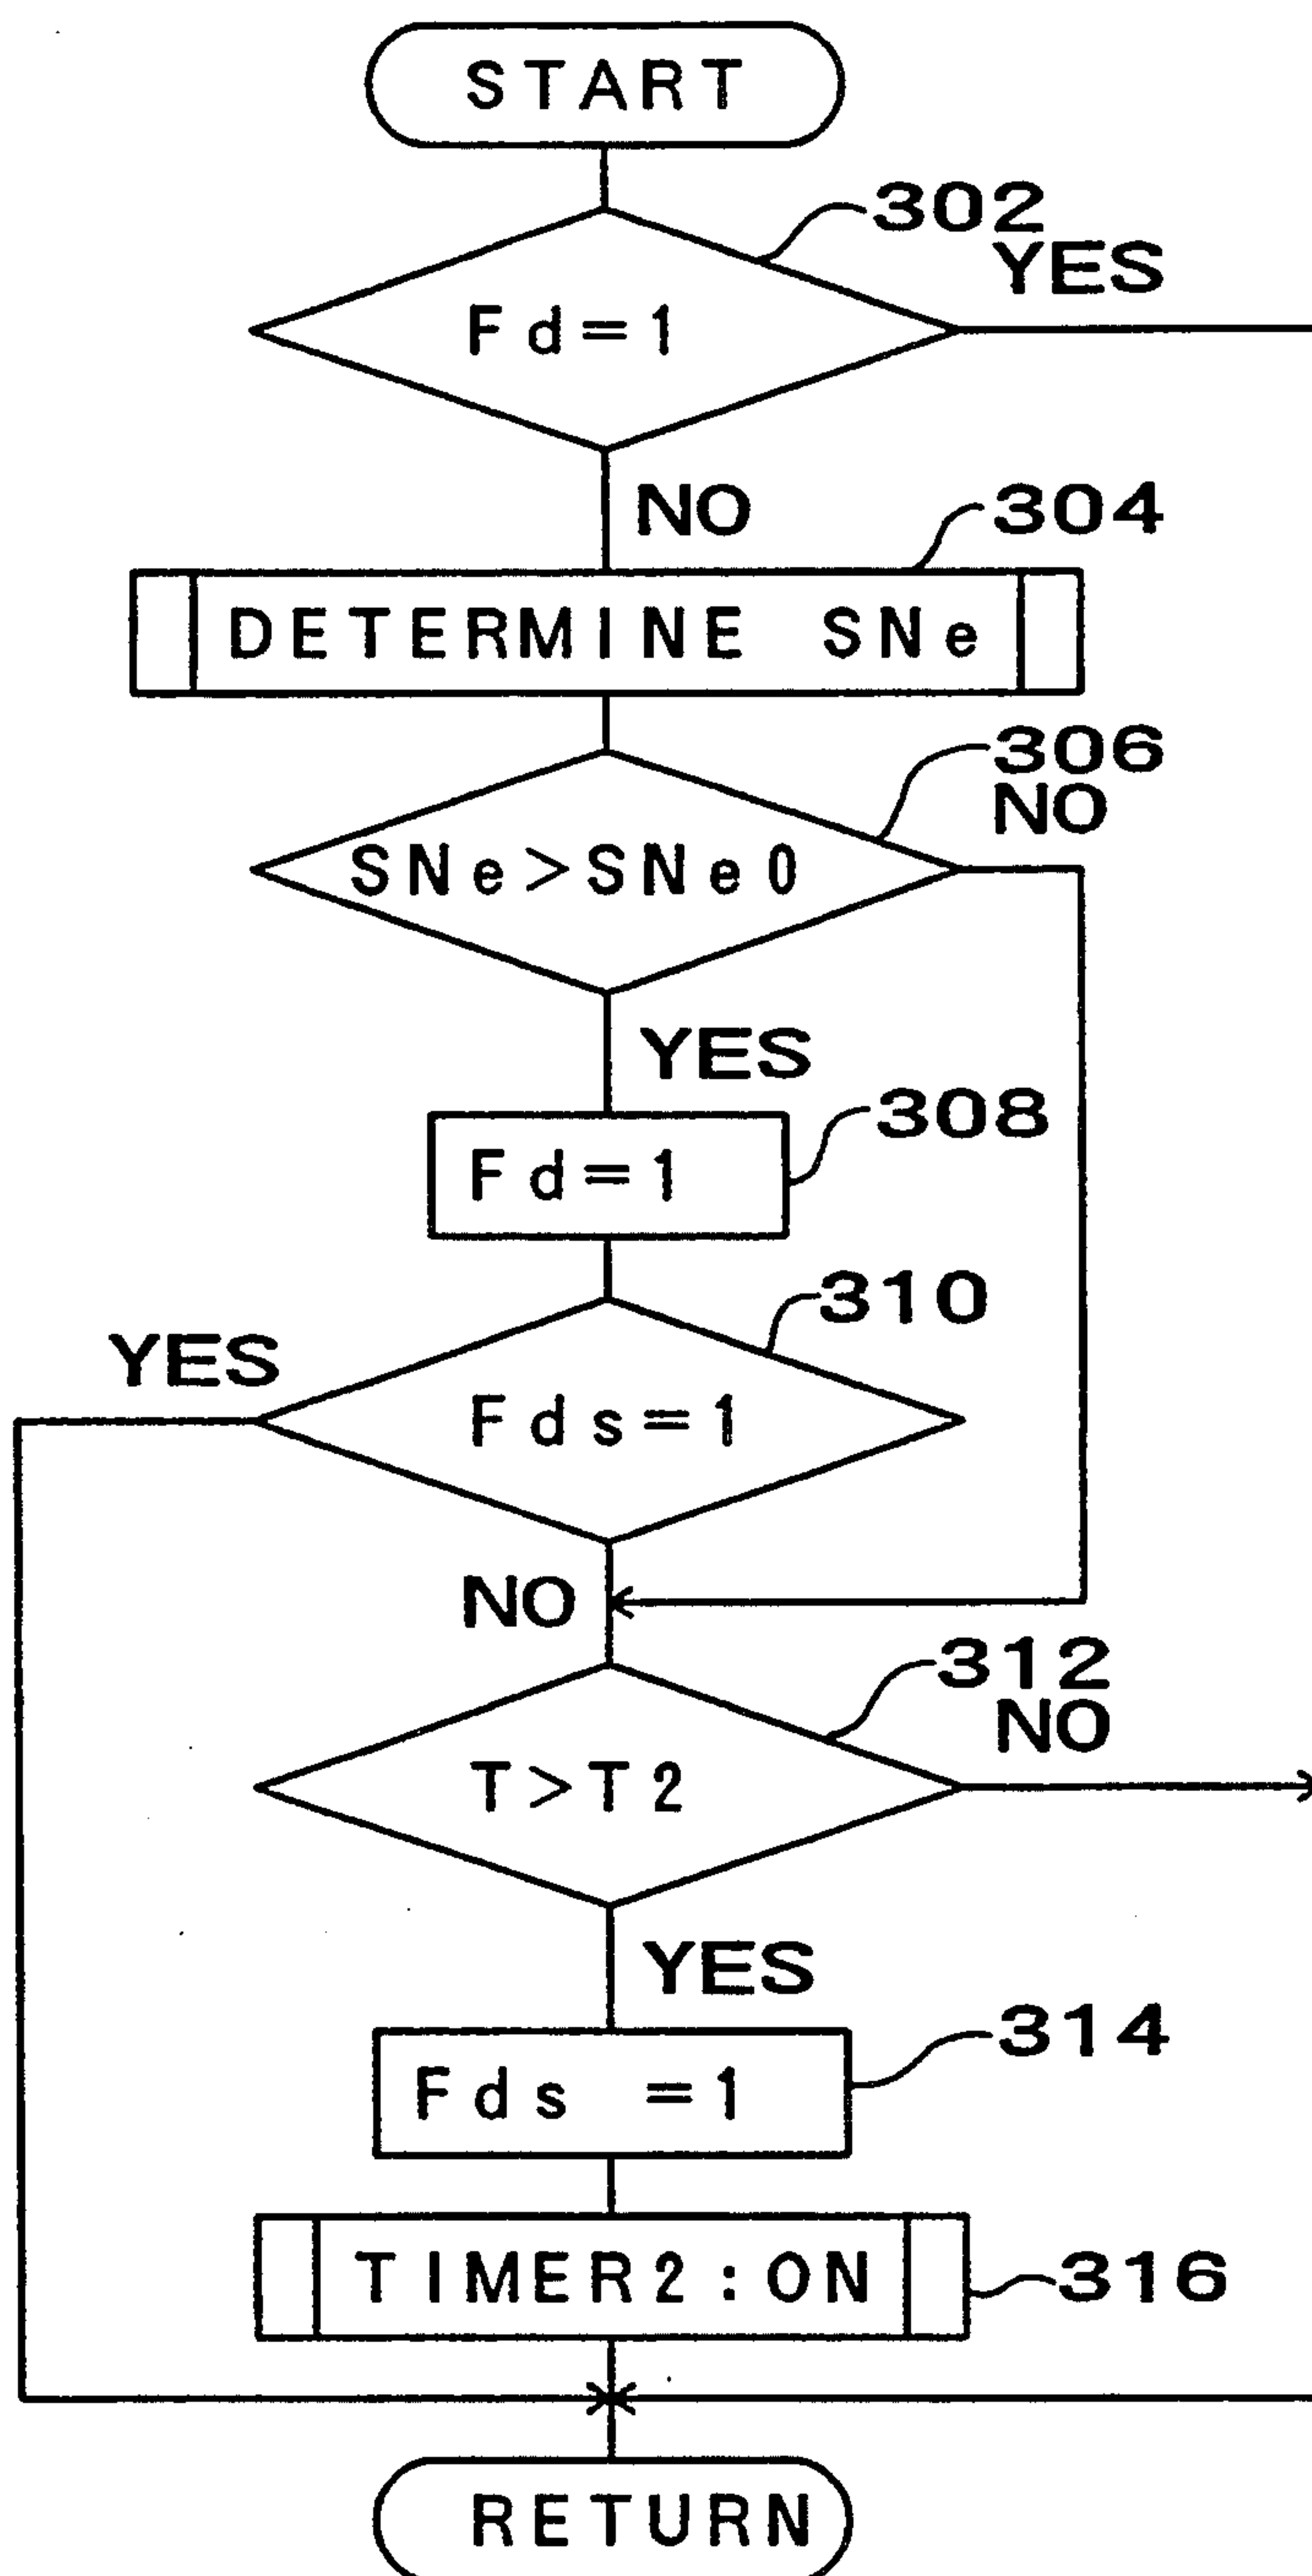 START
302
YES
Fd=1
NO
304
DETERMINE SNe
306
NO
SNe>SNe0
YES
308
Fd=1
310
YES
Fds=1
NO
312
NO
T>T2
YES
314
Fds =1
TIMER2:ON
316
RETURN